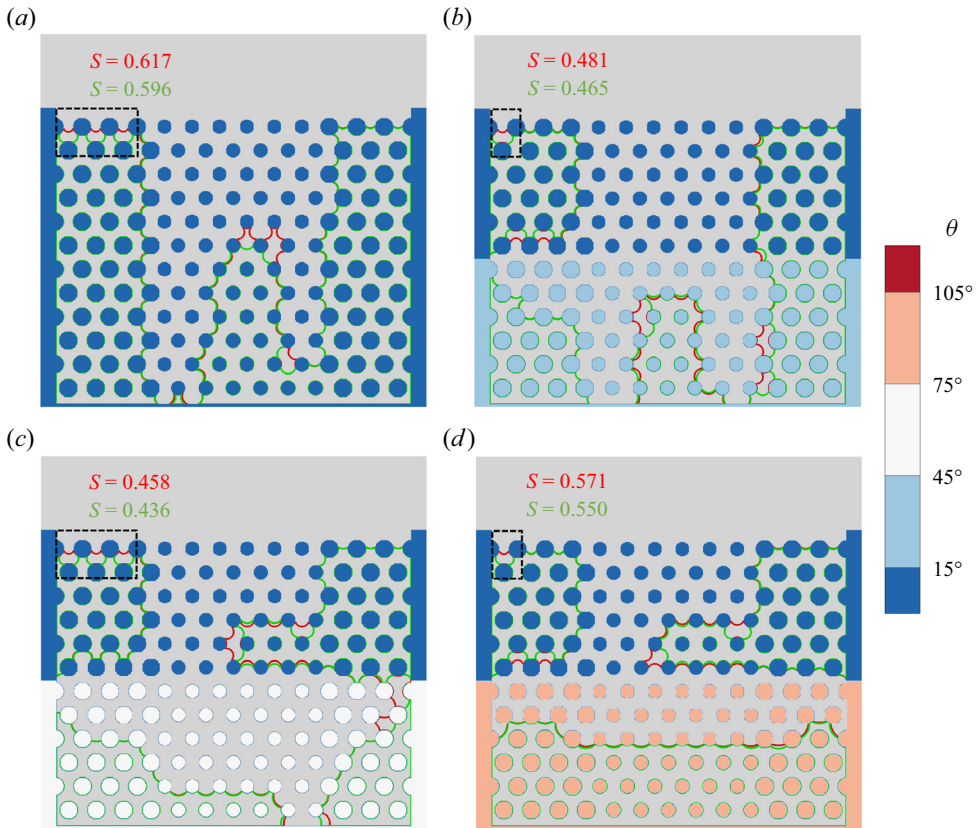 (a)
S = 0.617
S = 0.596
(b)
S = 0.481
S = 0.465
(c)
S = 0.458
S = 0.436
(d)
S = 0.571
S = 0.550
θ
105°
75°
45°
15°